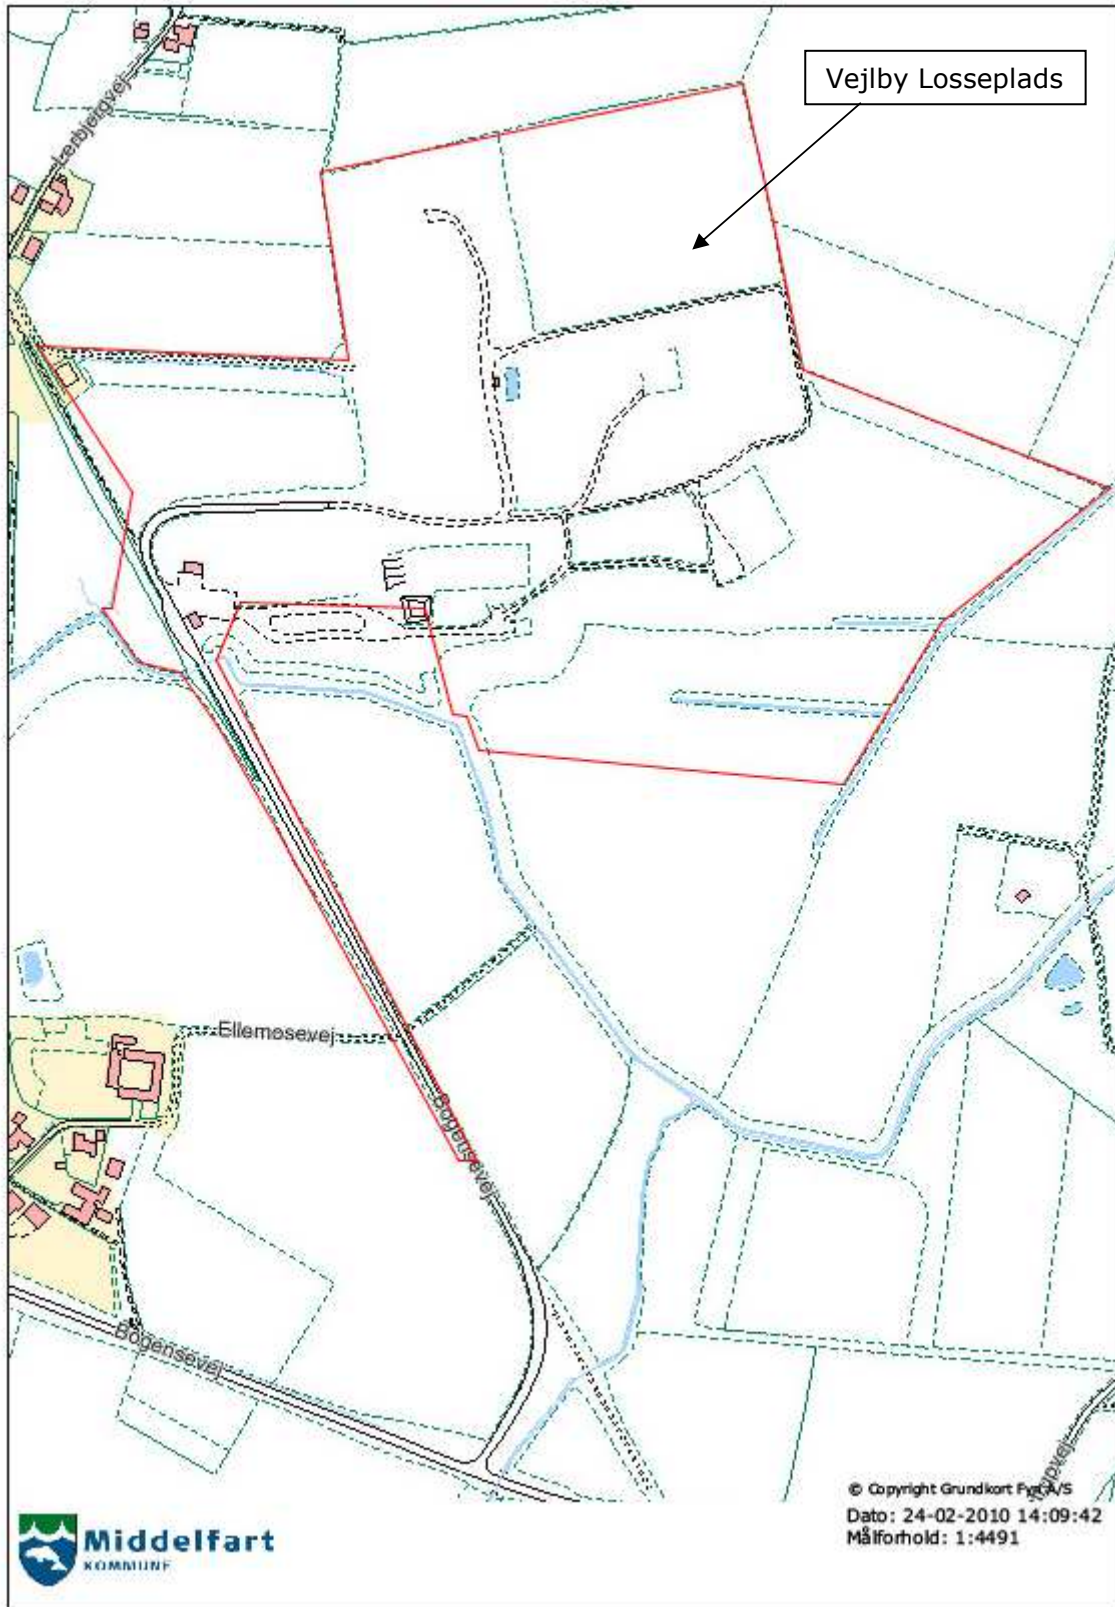 Vejlby Losseplads
Lerbjergvej
Ellemosevej
Bogensevej
Bogensevej
© Copyright Grundkort Fyn A/S
Dato: 24-02-2010 14:09:42
Målforhold: 1:4491
Middelfart
KOMMUNE